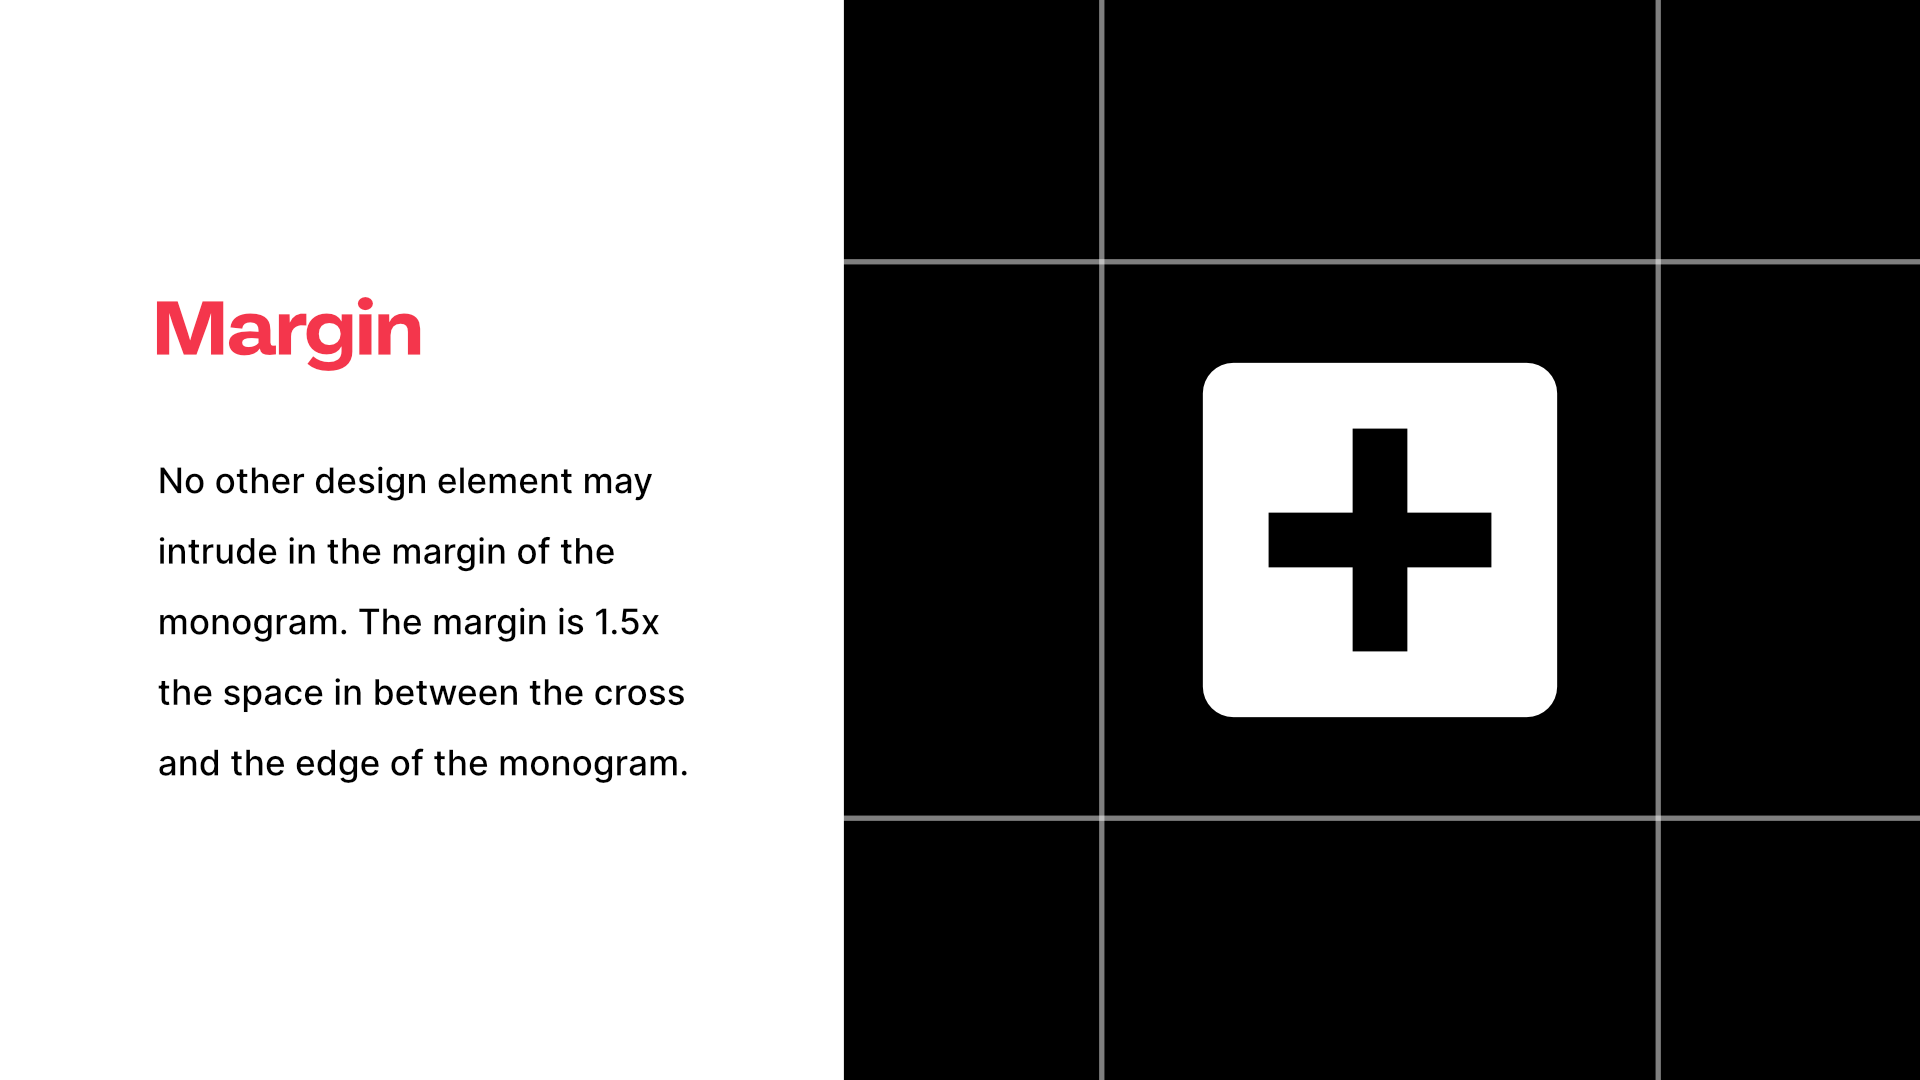 Margin
No other design element may
intrude in the margin of the
monogram. The margin is 1.5x
the space in between the cross
and the edge of the monogram.